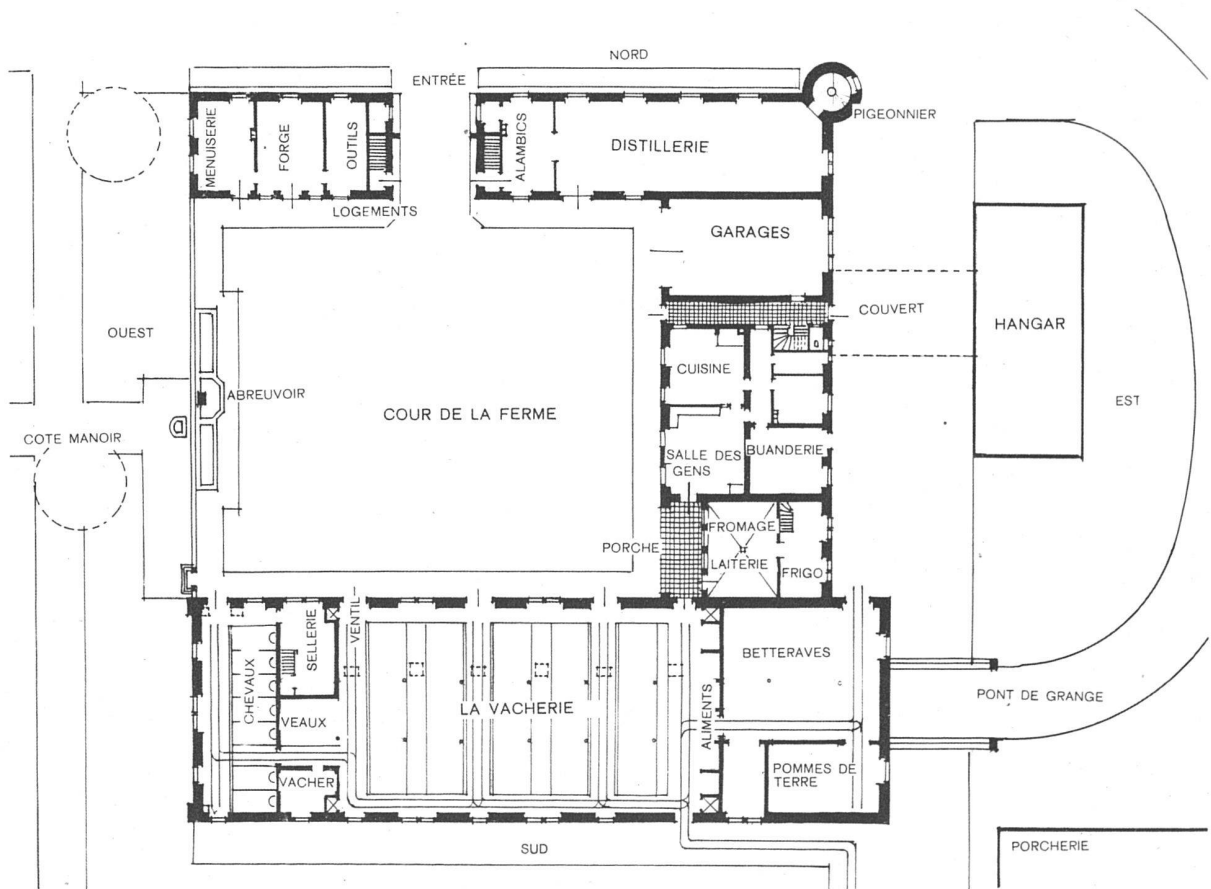 NORD
ENTRÉE
PIGEONNIER
MENUISERIE
FORGE
OUTILS
ALAMBICS
DISTILLERIE
LOGEMENTS
GARAGES
COUVERT
HANGAR
OUEST
CUISINE
ABREUVOIR
EST
COUR DE LA FERME
COTE MANOIR
SALLE DES
GENS
BUANDERIE
FROMAGE
PORCHE
LAITERIE
FRIGO
VENTIL
SELLERIE
CHEVAUX
BETTERAVES
VEAUX
LA VACHERIE
ALIMENTS
PONT DE GRANGE
VACHER
POMMES DE
TERRE
SUD
PORCHERIE